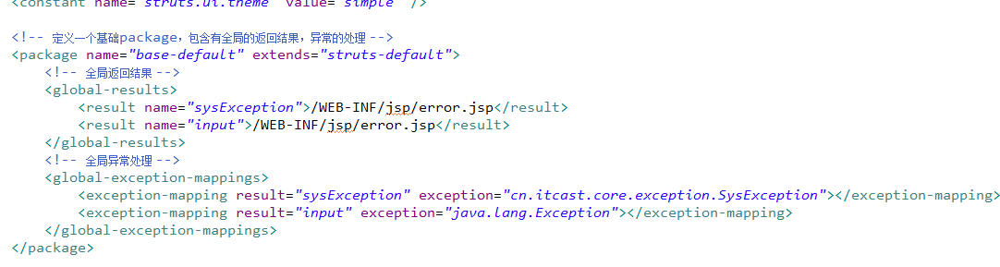 <constant name="struts.ui.theme" value="simple" />
<!-- 定义一个基础package，包含有全局的返回结果，异常的处理 -->
<package name="base-default" extends="struts-default">
<!-- 全局返回结果 -->
<global-results>
<result name="sysException">/WEB-INF/jsp/error.jsp</result>
<result name="input">/WEB-INF/jsp/error.jsp</result>
</global-results>
<!-- 全局异常处理 -->
<global-exception-mappings>
<exception-mapping result="sysException" exception="cn.itcast.core.exception.SysException"></exception-mapping>
<exception-mapping result="input" exception="java.lang.Exception"></exception-mapping>
</global-exception-mappings>
</package>